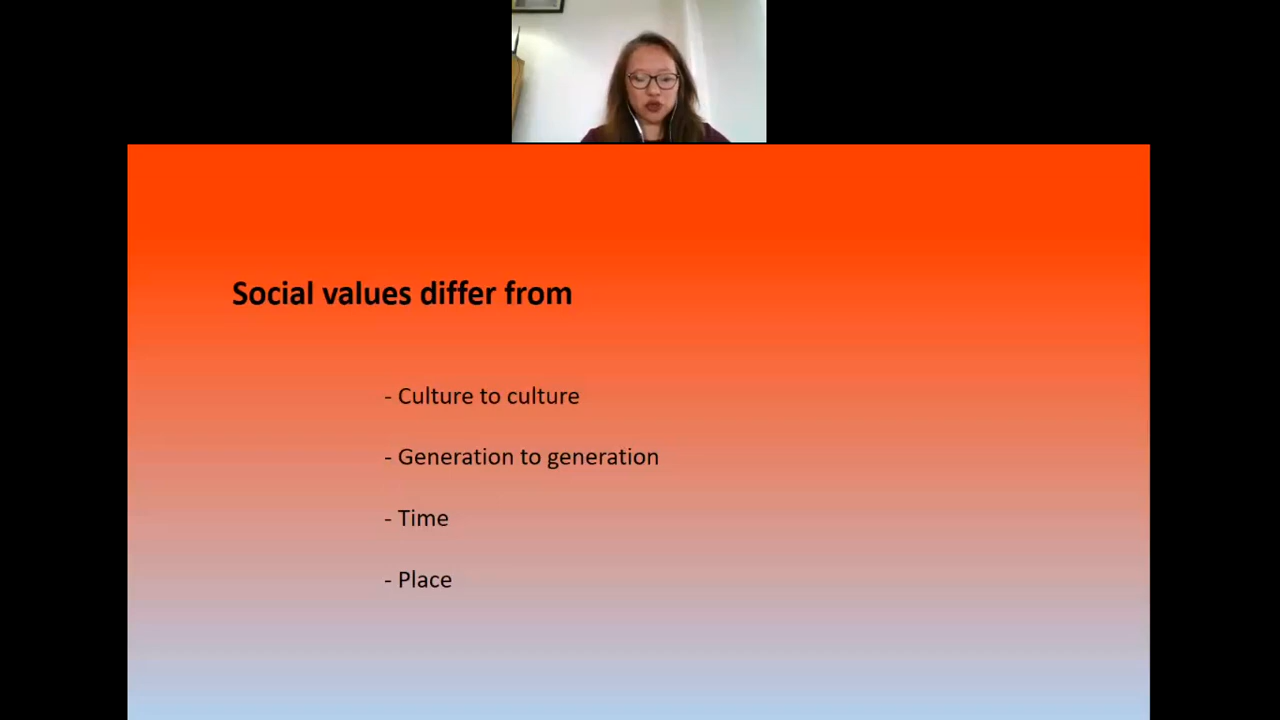 Social values differ from
- Culture to culture
- Generation to generation
- Time
- Place